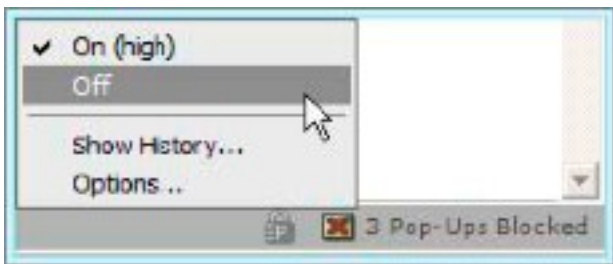 On (high)
Off
Show History...
Options ..
3 Pop-Ups Blocked